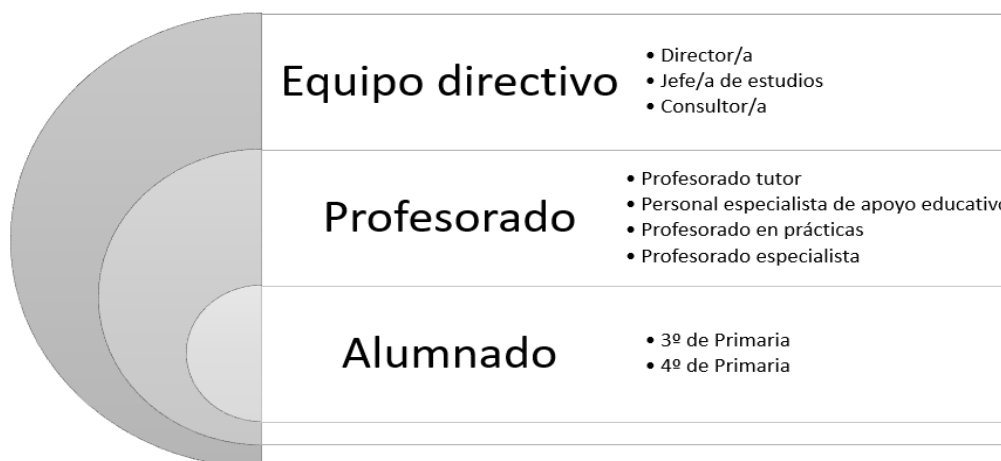 Equipo directivo
• Director/a
• Jefe/a de estudios
• Consultor/a
Profesorado
• Profesorado tutor
• Personal especialista de apoyo educativo
• Profesorado en prácticas
• Profesorado especialista
Alumnado
• 3º de Primaria
• 4º de Primaria